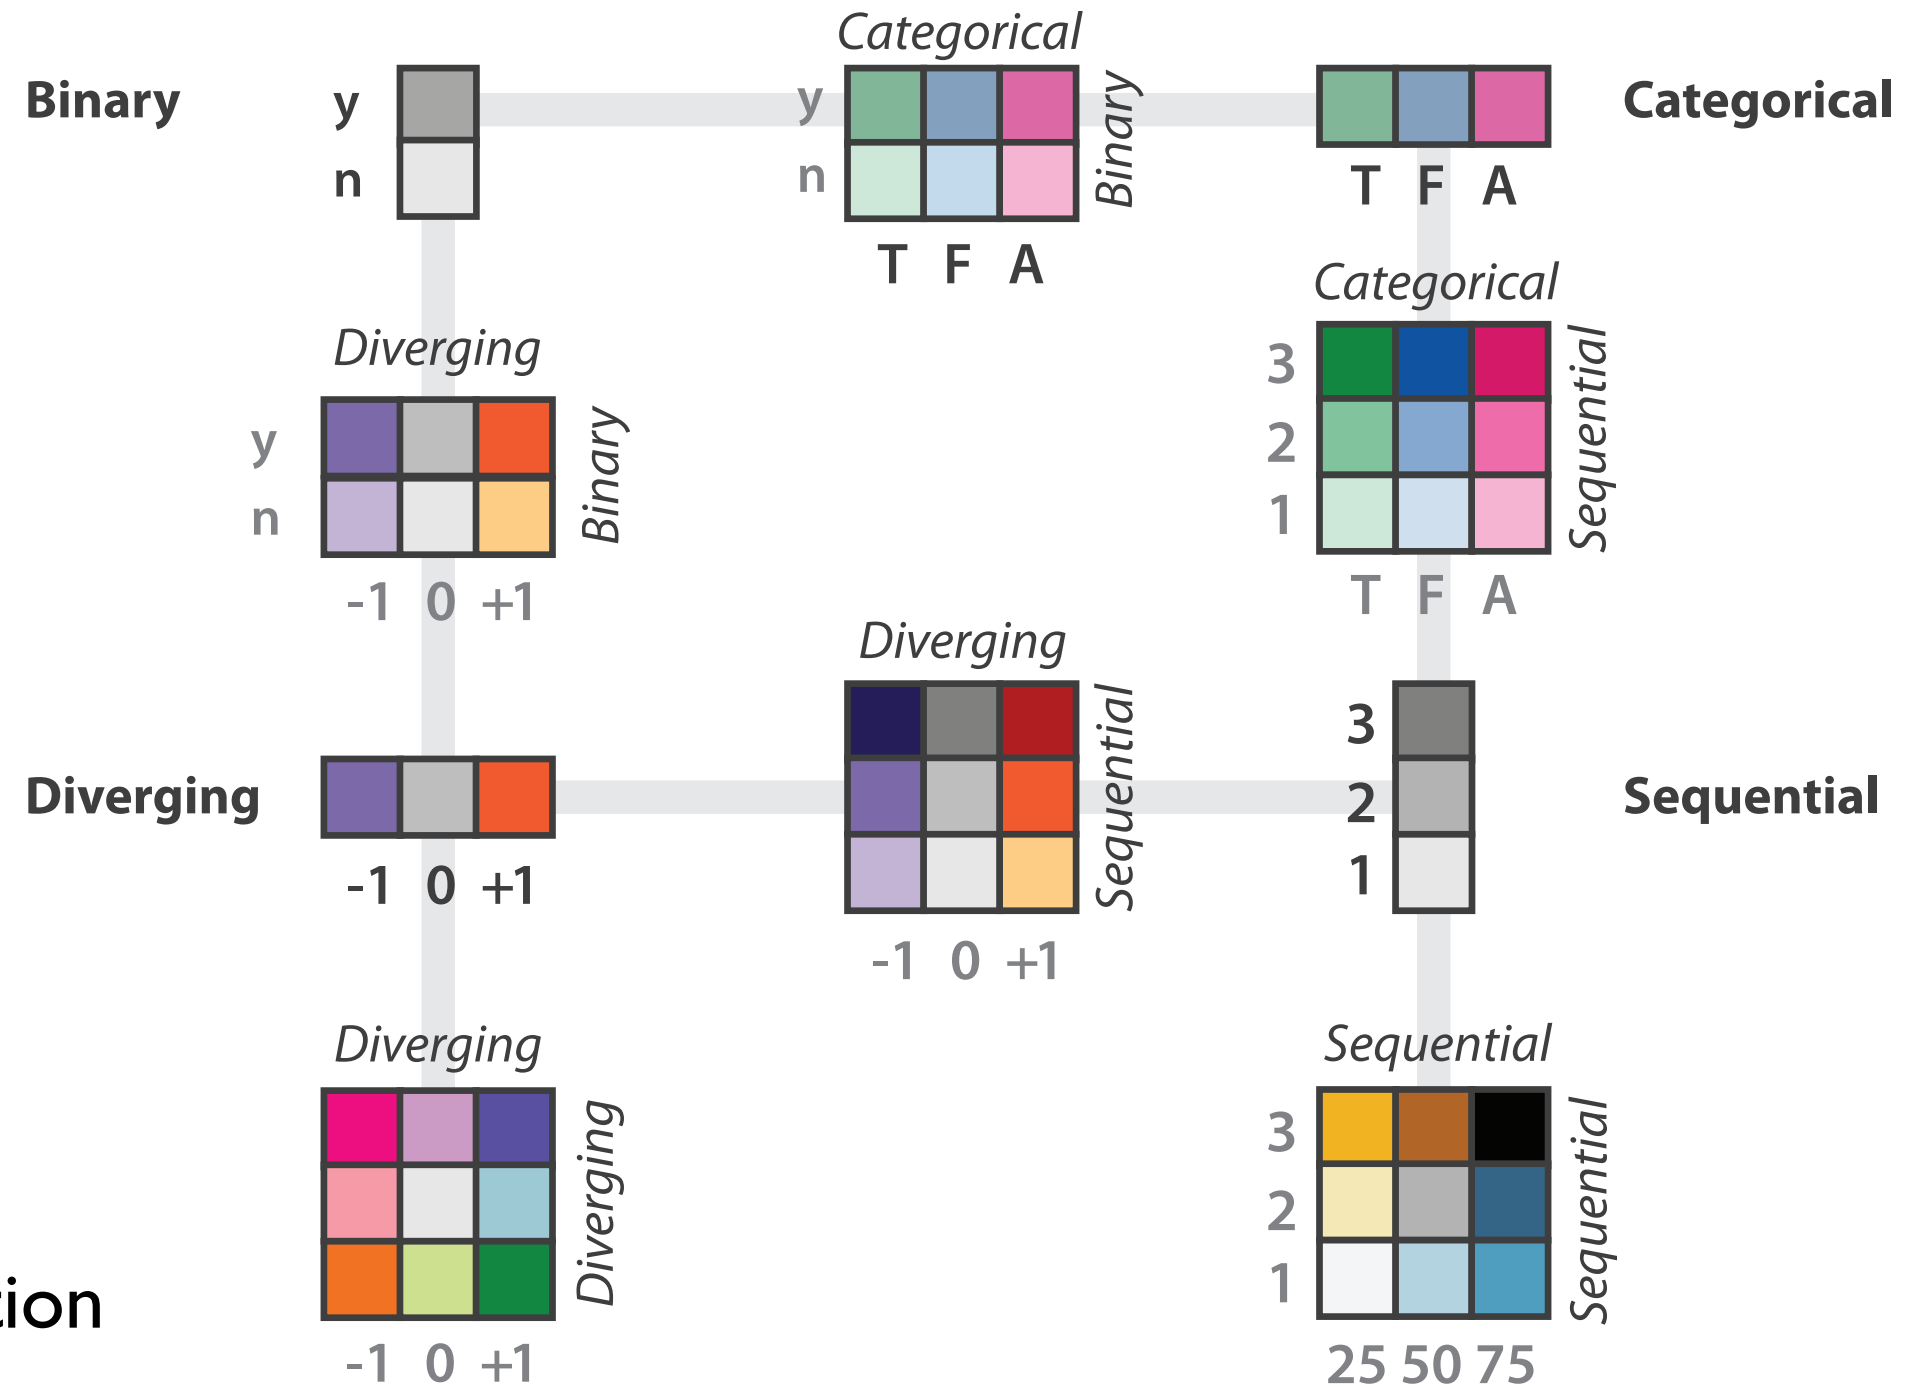 Categorical
Binary
y
y
Binary
Categorical
n
n
T F A
T F A
Categorical
Diverging
3
Sequential
y
Binary
2
n
1
-1 0 +1
T F A
Diverging
Sequential
3
Diverging
2
Sequential
-1 0 +1
1
-1 0 +1
Diverging
Sequential
Diverging
3
Sequential
2
1
tion
-1 0 +1
25 50 75